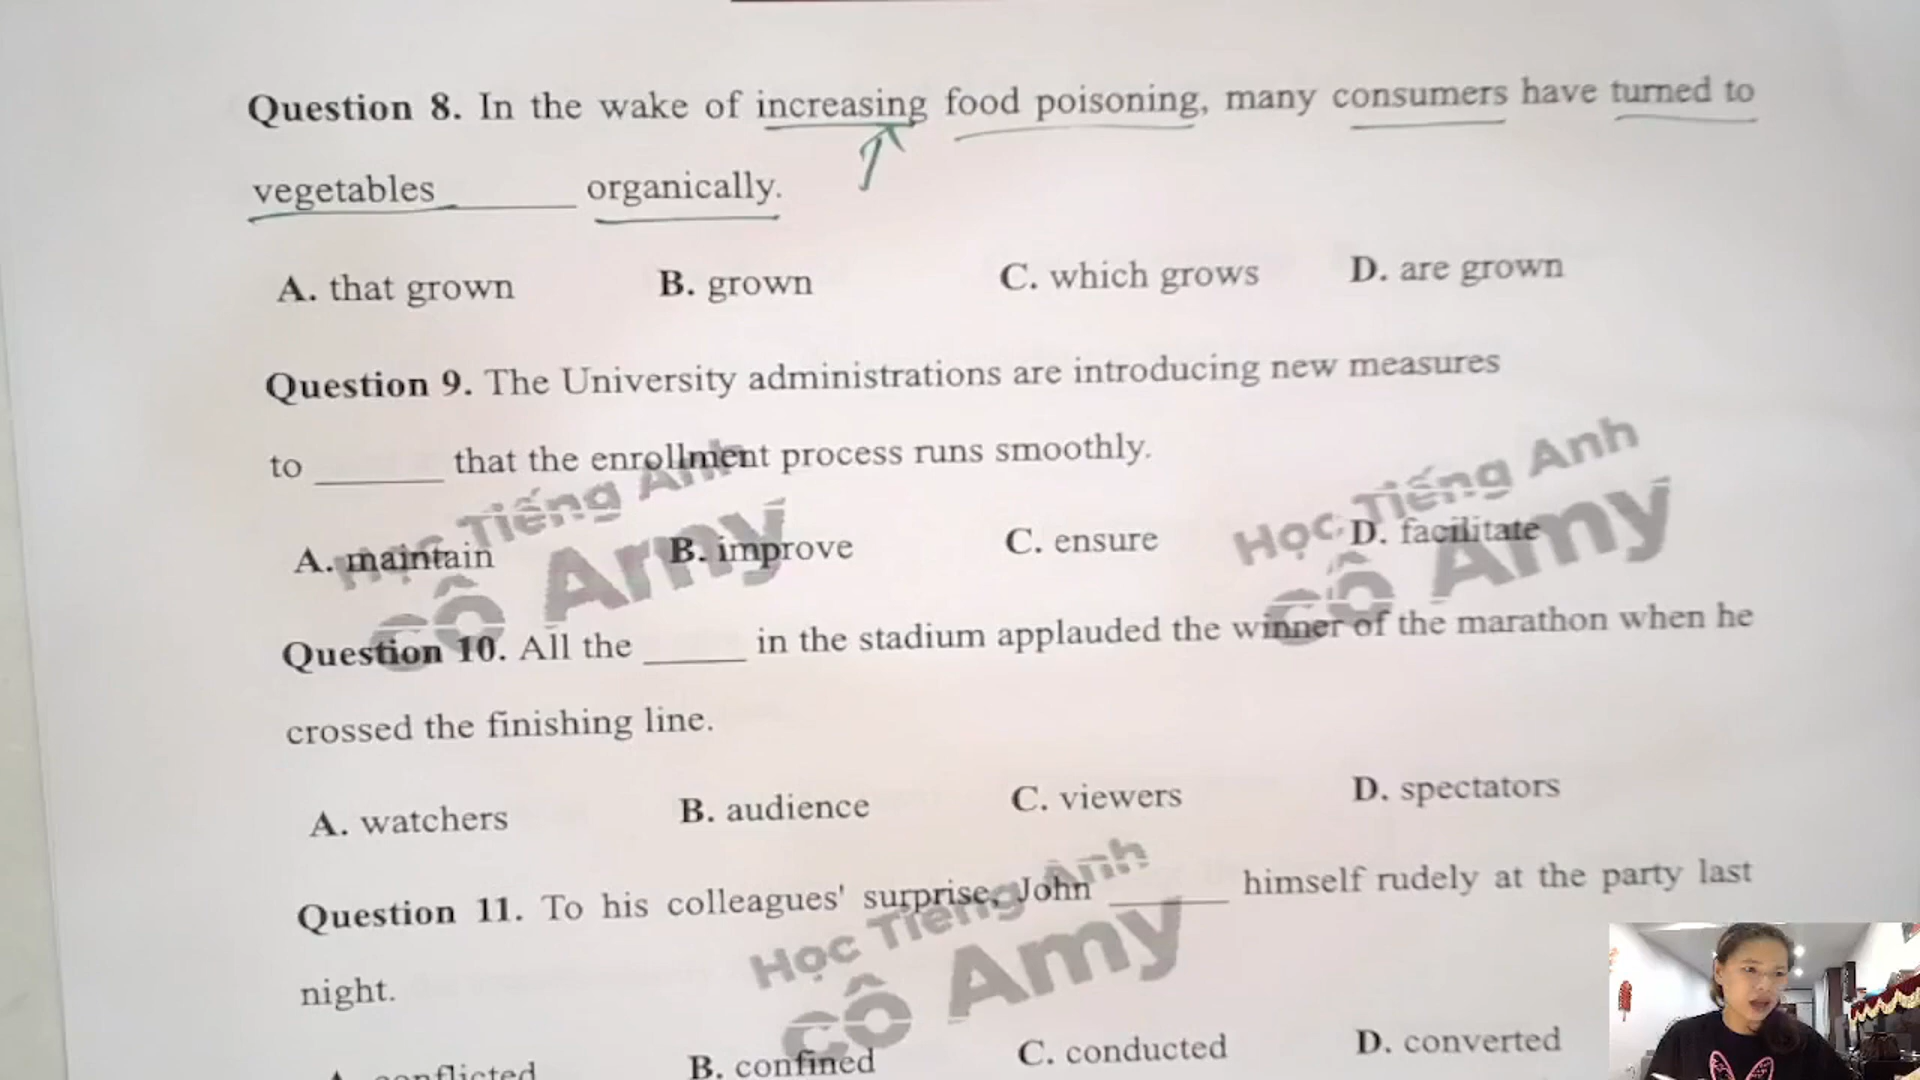 Question 8. In the wake of increasing food poisoning, many consumers have turned to
vegetables ______ organically.
A. that grown B. grown C. which grows D. are grown
Question 9. The University administrations are introducing new measures
to ______ that the enrollment process runs smoothly.
Học Tiếng Anh
cô Amy
Học Tiếng Anh
cô Amy
A. maintain B. improve C. ensure D. facilitate
Question 10. All the ______ in the stadium applauded the winner of the marathon when he
crossed the finishing line.
A. watchers B. audience C. viewers D. spectators
Question 11. To his colleagues' surprise, John ______ himself rudely at the party last
night.
Học Tiếng Anh
cô Amy
A. conflicted B. confined C. conducted D. converted